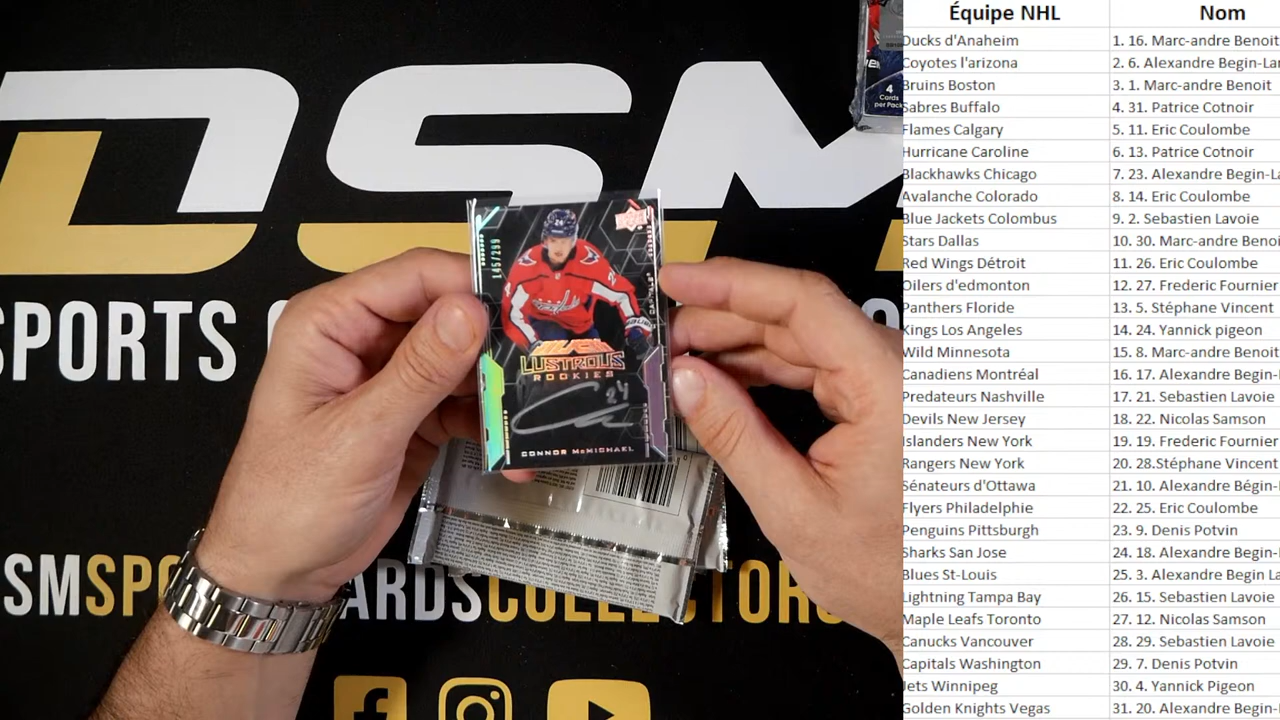 DSM
SPORTS
145/299
24
LUSTROUS
ROOKIES
24
CONNOR McMICHAEL
4
Cards
per Pack
SMSPO
ARDSCOLLECTORS
Équipe NHL Nom
Ducks d'Anaheim 1. 16. Marc-andre Benoit
Coyotes l'arizona 2. 6. Alexandre Begin-Lar
Bruins Boston 3. 1. Marc-andre Benoit
Sabres Buffalo 4. 31. Patrice Cotnoir
Flames Calgary 5. 11. Eric Coulombe
Hurricane Caroline 6. 13. Patrice Cotnoir
Blackhawks Chicago 7. 23. Alexandre Begin-La
Avalanche Colorado 8. 14. Eric Coulombe
Blue Jackets Colombus 9. 2. Sebastien Lavoie
Stars Dallas 10. 30. Marc-andre Benoi
Red Wings Détroit 11. 26. Eric Coulombe
Oilers d'edmonton 12. 27. Frederic Fournier
Panthers Floride 13. 5. Stéphane Vincent
Kings Los Angeles 14. 24. Yannick pigeon
Wild Minnesota 15. 8. Marc-andre Benoit
Canadiens Montréal 16. 17. Alexandre Begin-
Predateurs Nashville 17. 21. Sebastien Lavoie
Devils New Jersey 18. 22. Nicolas Samson
Islanders New York 19. 19. Frederic Fournier
Rangers New York 20. 28.Stéphane Vincent
Sénateurs d'Ottawa 21. 10. Alexandre Bégin-L
Flyers Philadelphie 22. 25. Eric Coulombe
Penguins Pittsburgh 23. 9. Denis Potvin
Sharks San Jose 24. 18. Alexandre Begin-L
Blues St-Louis 25. 3. Alexandre Begin La
Lightning Tampa Bay 26. 15. Sebastien Lavoie
Maple Leafs Toronto 27. 12. Nicolas Samson
Canucks Vancouver 28. 29. Sebastien Lavoie
Capitals Washington 29. 7. Denis Potvin
Jets Winnipeg 30. 4. Yannick Pigeon
Golden Knights Vegas 31. 20. Alexandre Begin-L